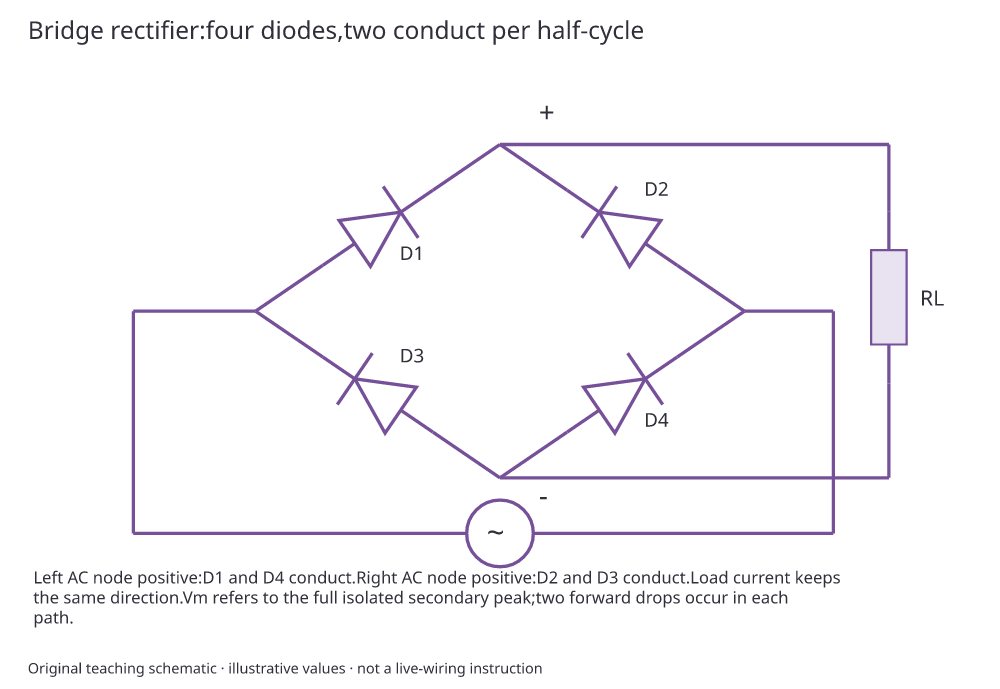 Bridge rectifier:four diodes,two conduct per half-cycle
+
D2
D1
RL
D3
D4
-
~
Left AC node positive:D1 and D4 conduct.Right AC node positive:D2 and D3 conduct.Load current keeps
the same direction.Vm refers to the full isolated secondary peak;two forward drops occur in each
path.
Original teaching schematic · illustrative values · not a live-wiring instruction